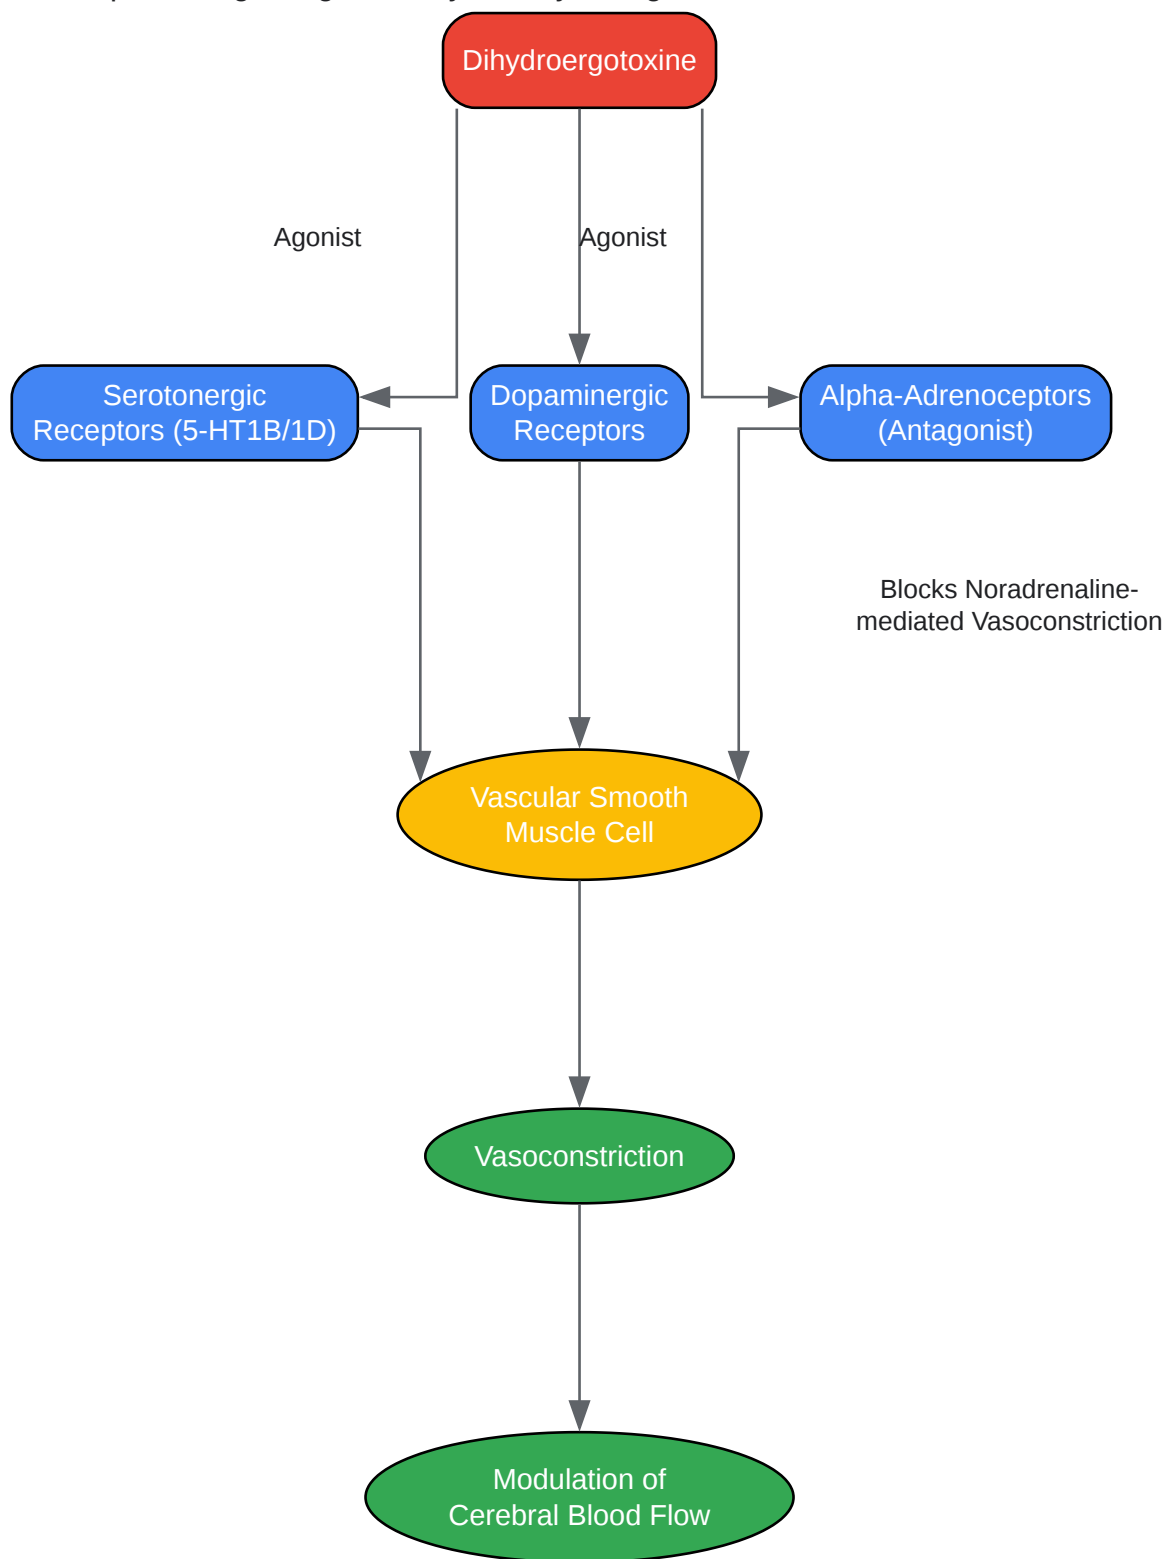 Dihydroergotoxine
Agonist
Agonist
Serotonergic
Receptors (5-HT1B/1D)
Dopaminergic
Receptors
Alpha-Adrenoceptors
(Antagonist)
Blocks Noradrenaline-
mediated Vasoconstriction
Vascular Smooth
Muscle Cell
Vasoconstriction
Modulation of
Cerebral Blood Flow